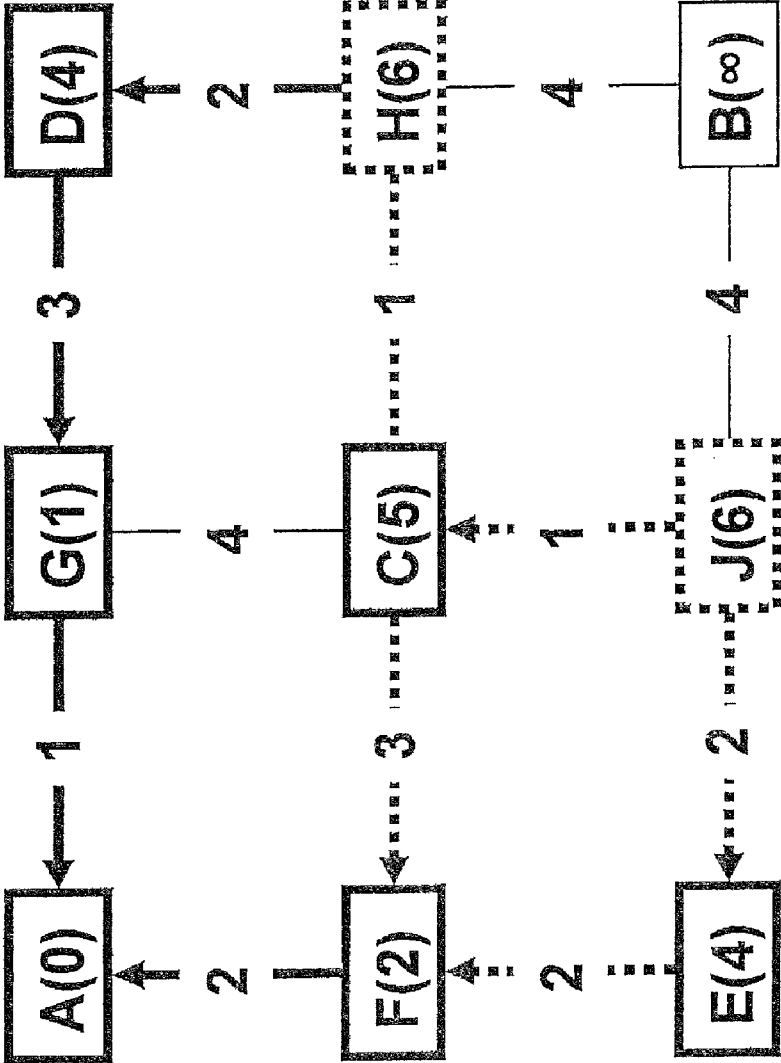 E(4) 2 F(2) 2 A(0)
2 3 1
J(6) 1 C(5) 4 G(1)
4 1 3
B(∞) 4 H(6) 2 D(4)